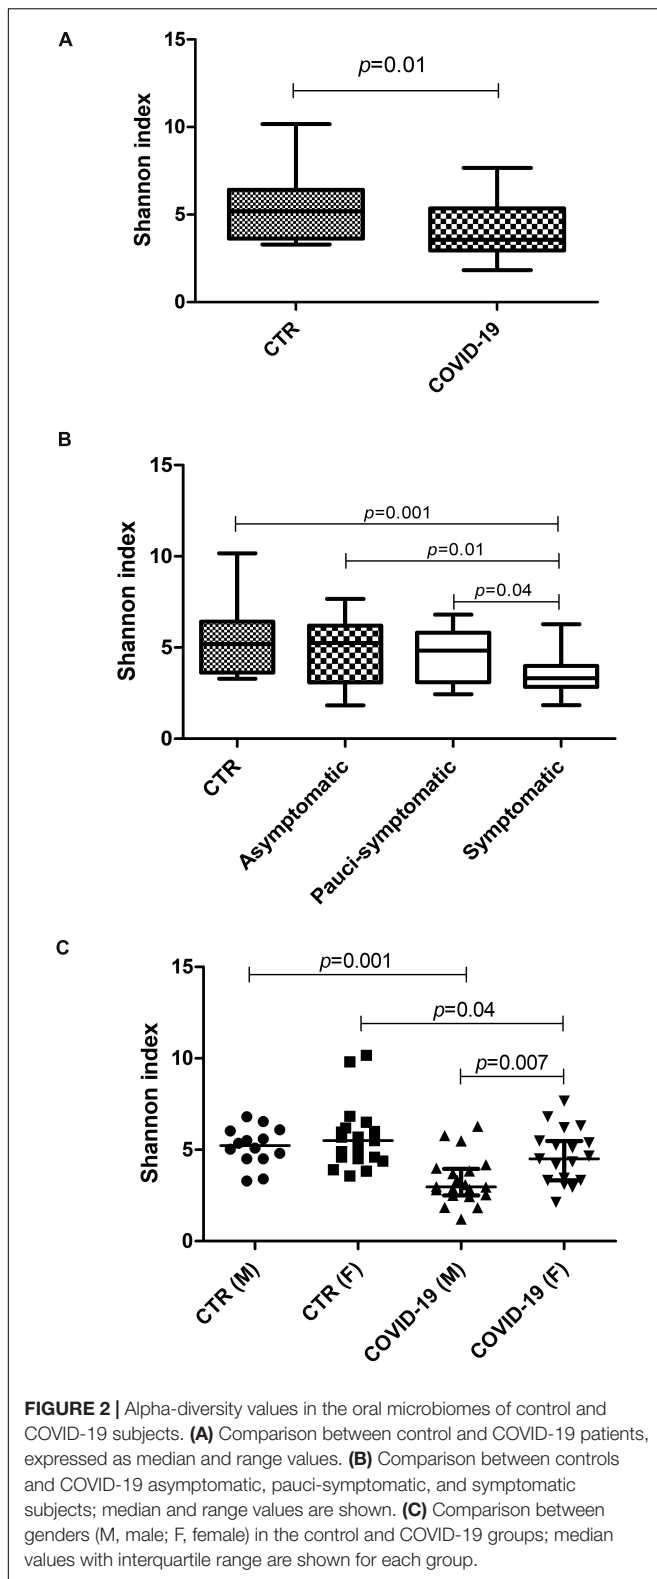 A
15
10
5
0
Shannon index
p=0.01
CTR
COVID-19
B
15
10
5
0
Shannon index
p=0.001
p=0.01
p=0.04
CTR
Asymptomatic
Pauci-symptomatic
Symptomatic
C
15
10
5
0
Shannon index
p=0.001
p=0.04
p=0.007
CTR (M)
CTR (F)
COVID-19 (M)
COVID-19 (F)
FIGURE 2 | Alpha-diversity values in the oral microbiomes of control and
COVID-19 subjects. (A) Comparison between control and COVID-19 patients,
expressed as median and range values. (B) Comparison between controls
and COVID-19 asymptomatic, pauci-symptomatic, and symptomatic
subjects; median and range values are shown. (C) Comparison between
genders (M, male; F, female) in the control and COVID-19 groups; median
values with interquartile range are shown for each group.